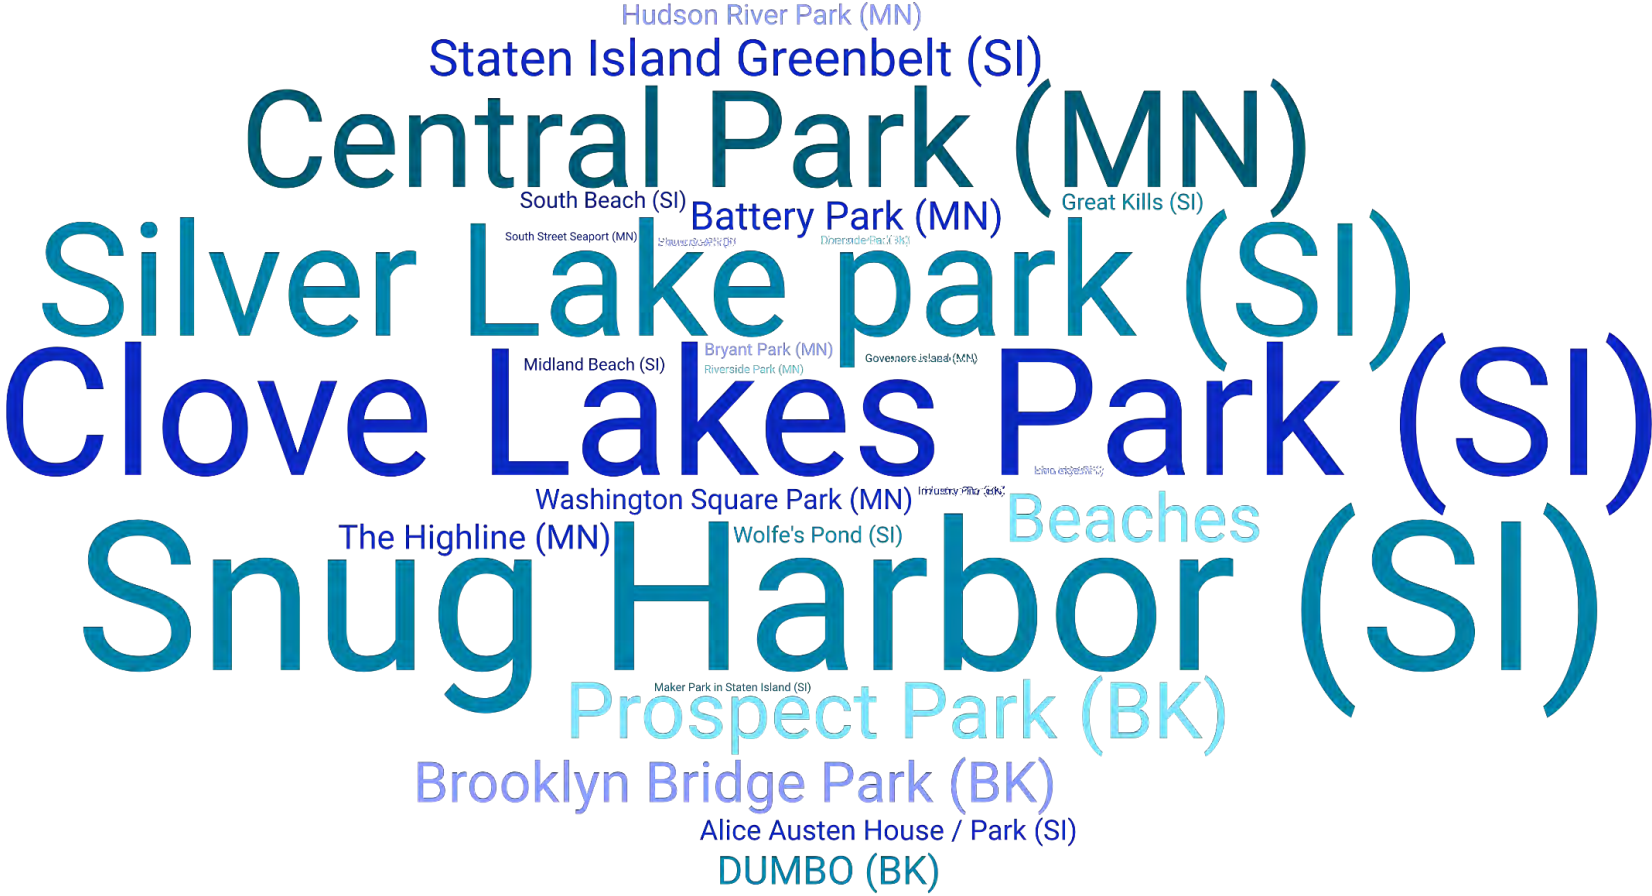 Hudson River Park (MN)
Staten Island Greenbelt (SI)
Central Park (MN)
South Beach (SI)
Battery Park (MN)
Great Kills (SI)
South Street Seaport (MN)
Silver Lake park (SI)
Bryant Park (MN)
Governors island (MN)
Midland Beach (SI)
Riverside Park (MN)
Clove Lakes Park (SI)
Washington Square Park (MN)
Beaches
The Highline (MN)
Wolfe's Pond (SI)
Snug Harbor (SI)
Maker Park in Staten Island (SI)
Prospect Park (BK)
Brooklyn Bridge Park (BK)
Alice Austen House / Park (SI)
DUMBO (BK)